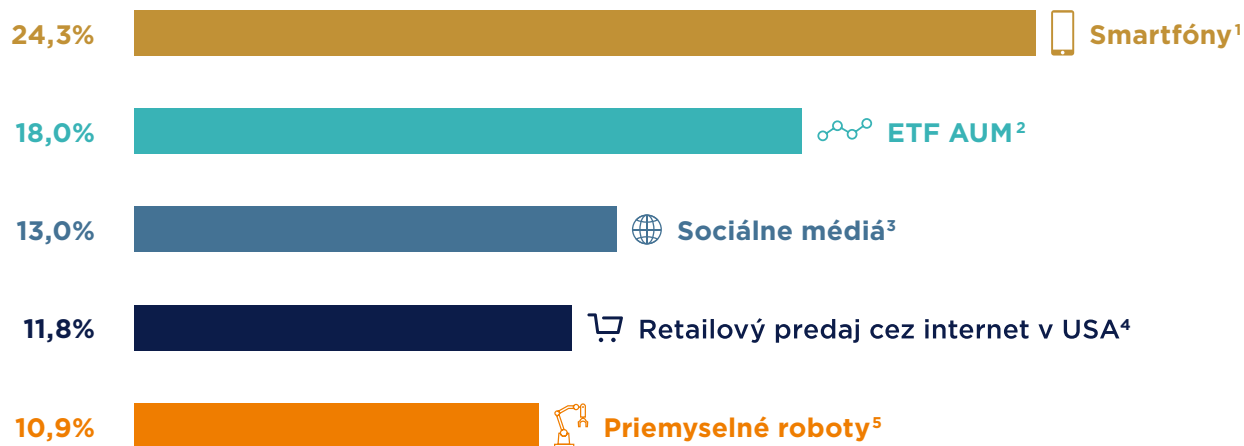 24,3% Smartfóny¹
18,0% ETF AUM²
13,0% Sociálne médiá³
11,8% Retailový predaj cez internet v USA⁴
10,9% Priemyselné roboty⁵